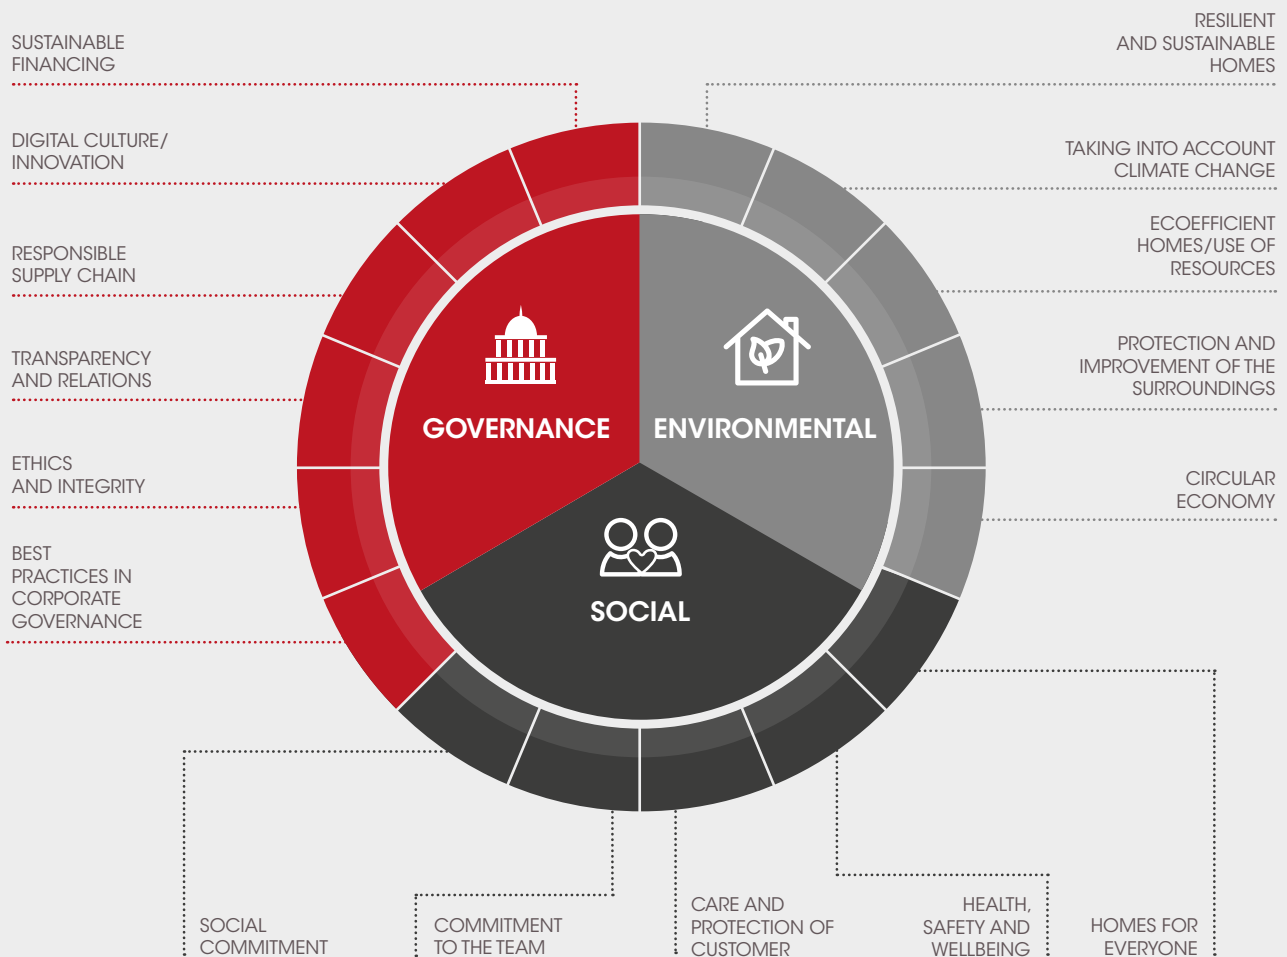 SUSTAINABLE
FINANCING
DIGITAL CULTURE/
INNOVATION
RESPONSIBLE
SUPPLY CHAIN
TRANSPARENCY
AND RELATIONS
ETHICS
AND INTEGRITY
BEST
PRACTICES IN
CORPORATE
GOVERNANCE
RESILIENT
AND SUSTAINABLE
HOMES
TAKING INTO ACCOUNT
CLIMATE CHANGE
ECOEFFICIENT
HOMES/USE OF
RESOURCES
PROTECTION AND
IMPROVEMENT OF THE
SURROUNDINGS
CIRCULAR
ECONOMY
GOVERNANCE
ENVIRONMENTAL
SOCIAL
SOCIAL
COMMITMENT
COMMITMENT
TO THE TEAM
CARE AND
PROTECTION OF
CUSTOMER
HEALTH,
SAFETY AND
WELLBEING
HOMES FOR
EVERYONE